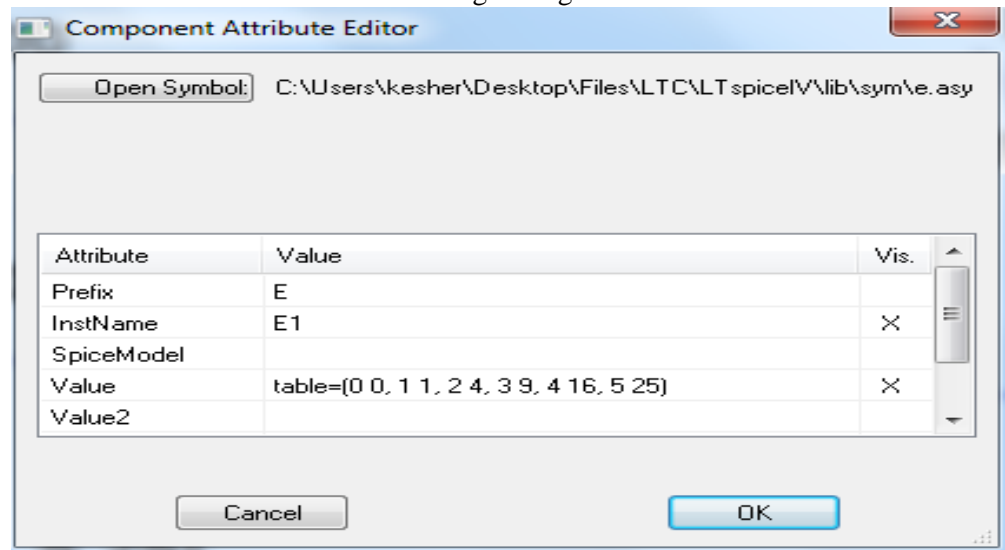 Component Attribute Editor
Open Symbol: C:\Users\kesher\Desktop\Files\LTC\LTspiceIV\lib\sym\e.asy
Attribute Value Vis.
Prefix E
InstName E1 X
SpiceModel
Value table=(0 0, 1 1, 2 4, 3 9, 4 16, 5 25) X
Value2
Cancel OK